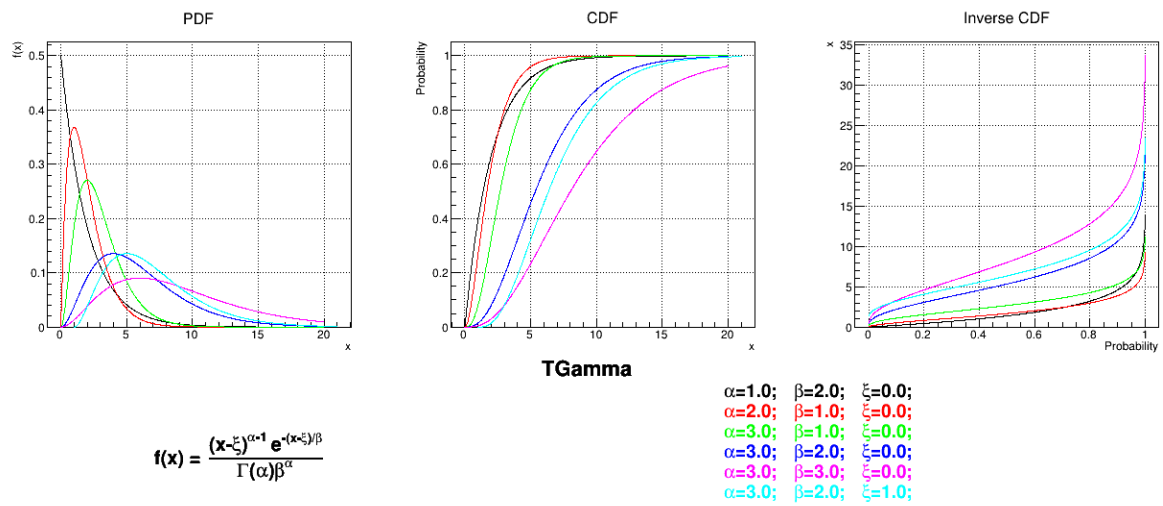 PDF
f(x)
0.5
0.4
0.3
0.2
0.1
0
0 5 10 15 20
x
CDF
Probability
1
0.8
0.6
0.4
0.2
0
0 5 10 15 20
x
Inverse CDF
x
35
30
25
20
15
10
5
0
0 0.2 0.4 0.6 0.8 1
Probability
TGamma
f(x) = (x-ξ)^α-1 e^-(x-ξ)/β / Γ(α)β^α
α=1.0; β=2.0; ξ=0.0;
α=2.0; β=1.0; ξ=0.0;
α=3.0; β=1.0; ξ=0.0;
α=3.0; β=2.0; ξ=0.0;
α=3.0; β=3.0; ξ=0.0;
α=3.0; β=2.0; ξ=1.0;